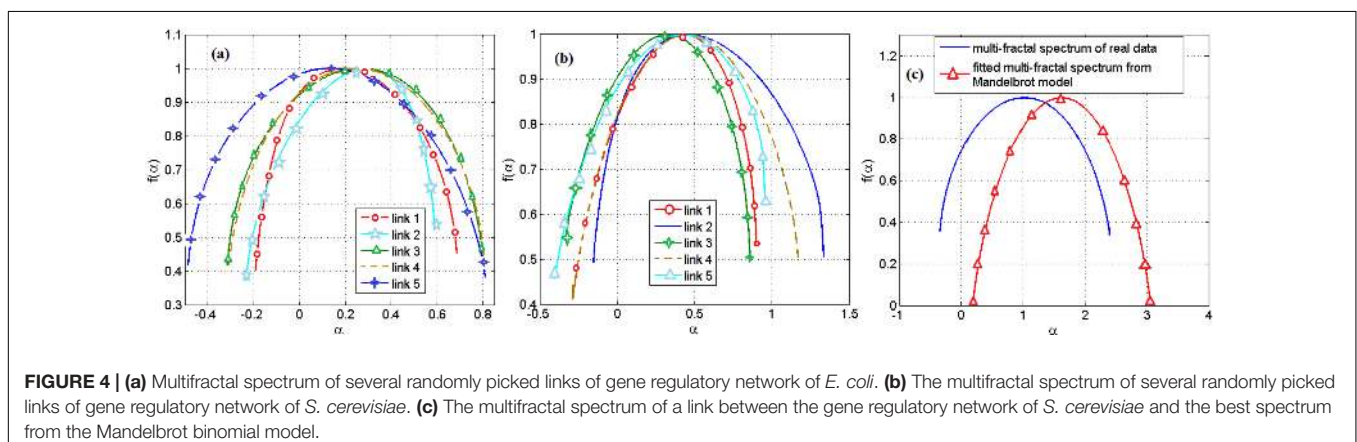 (a)
f(α)
1.1
1
0.9
0.8
0.7
0.6
0.5
0.4
0.3
-0.4 -0.2 0 0.2 0.4 0.6 0.8
α
link 1
link 2
link 3
link 4
link 5
(b)
f(α)
1
0.9
0.8
0.7
0.6
0.5
0.4
-0.5 0 0.5 1 1.5
α
link 1
link 2
link 3
link 4
link 5
(c)
f(α)
1.2
1
0.8
0.6
0.4
0.2
0
-1 0 1 2 3 4
α
multi-fractal spectrum of real data
fitted multi-fractal spectrum from
Mandelbrot model
FIGURE 4 | (a) Multifractal spectrum of several randomly picked links of gene regulatory network of E. coli. (b) The multifractal spectrum of several randomly picked
links of gene regulatory network of S. cerevisiae. (c) The multifractal spectrum of a link between the gene regulatory network of S. cerevisiae and the best spectrum
from the Mandelbrot binomial model.